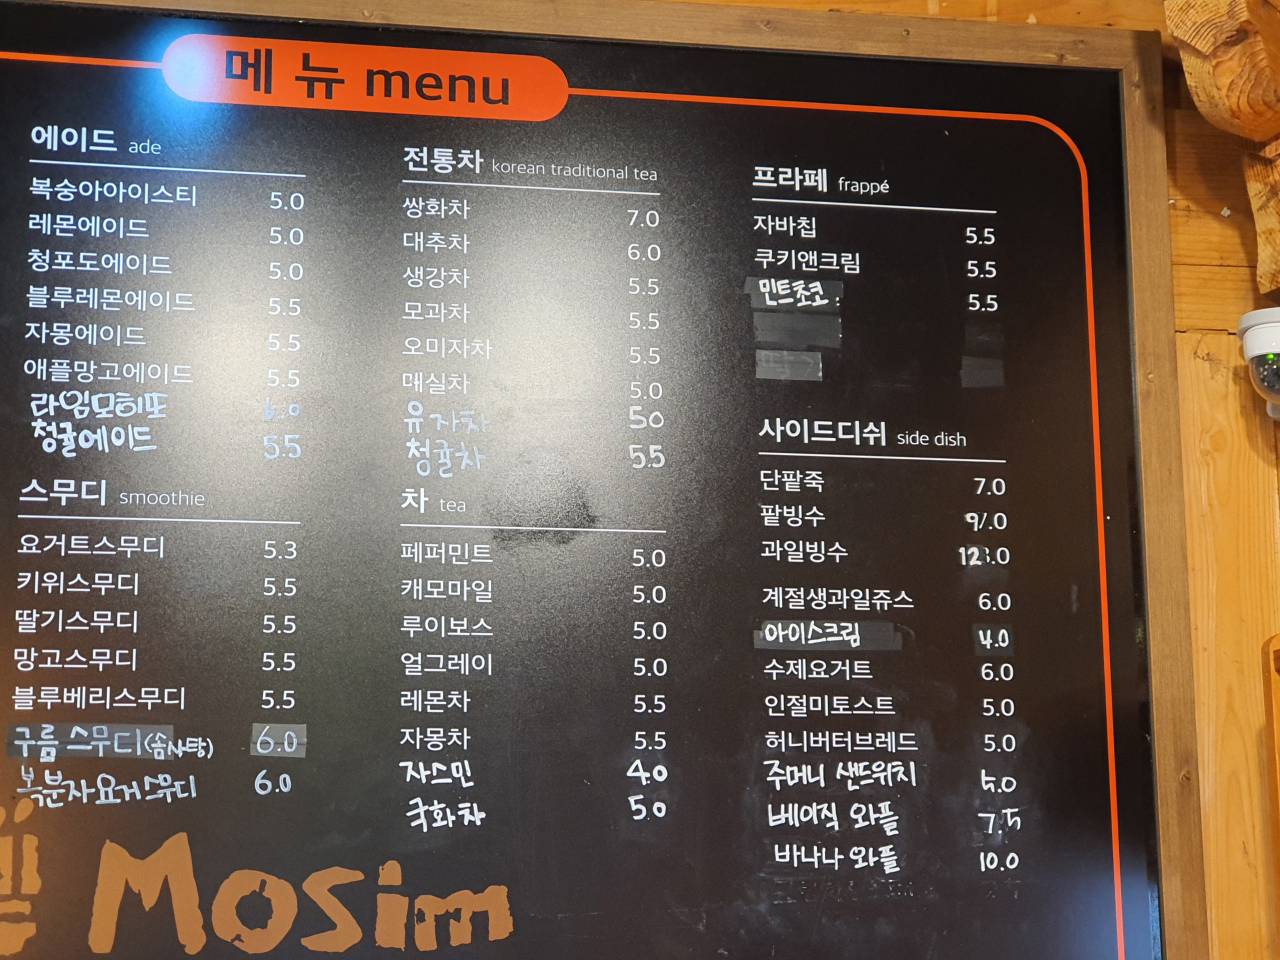 메뉴 menu
에이드 ade
복숭아아이스티 5.0
레몬에이드 5.0
청포도에이드 5.0
블루레몬에이드 5.5
자몽에이드 5.5
애플망고에이드 5.5
라임모히또 6.0
청귤에이드 5.5
스무디 smoothie
요거트스무디 5.3
키위스무디 5.5
딸기스무디 5.5
망고스무디 5.5
블루베리스무디 5.5
구름스무디(솜사탕) 6.0
복분자요거스무디 6.0
전통차 korean traditional tea
쌍화차 7.0
대추차 6.0
생강차 5.5
모과차 5.5
오미자차 5.5
매실차 5.0
유자차 5.0
청귤차 5.5
차 tea
페퍼민트 5.0
캐모마일 5.0
루이보스 5.0
얼그레이 5.0
레몬차 5.5
자몽차 5.5
자스민 4.0
국화차 5.0
프라페 frappé
자바칩 5.5
쿠키앤크림 5.5
민트초코 5.5
사이드디쉬 side dish
단팥죽 7.0
팥빙수 9.0
과일빙수 12.0
계절생과일쥬스 6.0
아이스크림 4.0
수제요거트 6.0
인절미토스트 5.0
허니버터브레드 5.0
주머니 샌드위치 5.0
베이직 와플 7.5
바나나 와플 10.0
Mosim